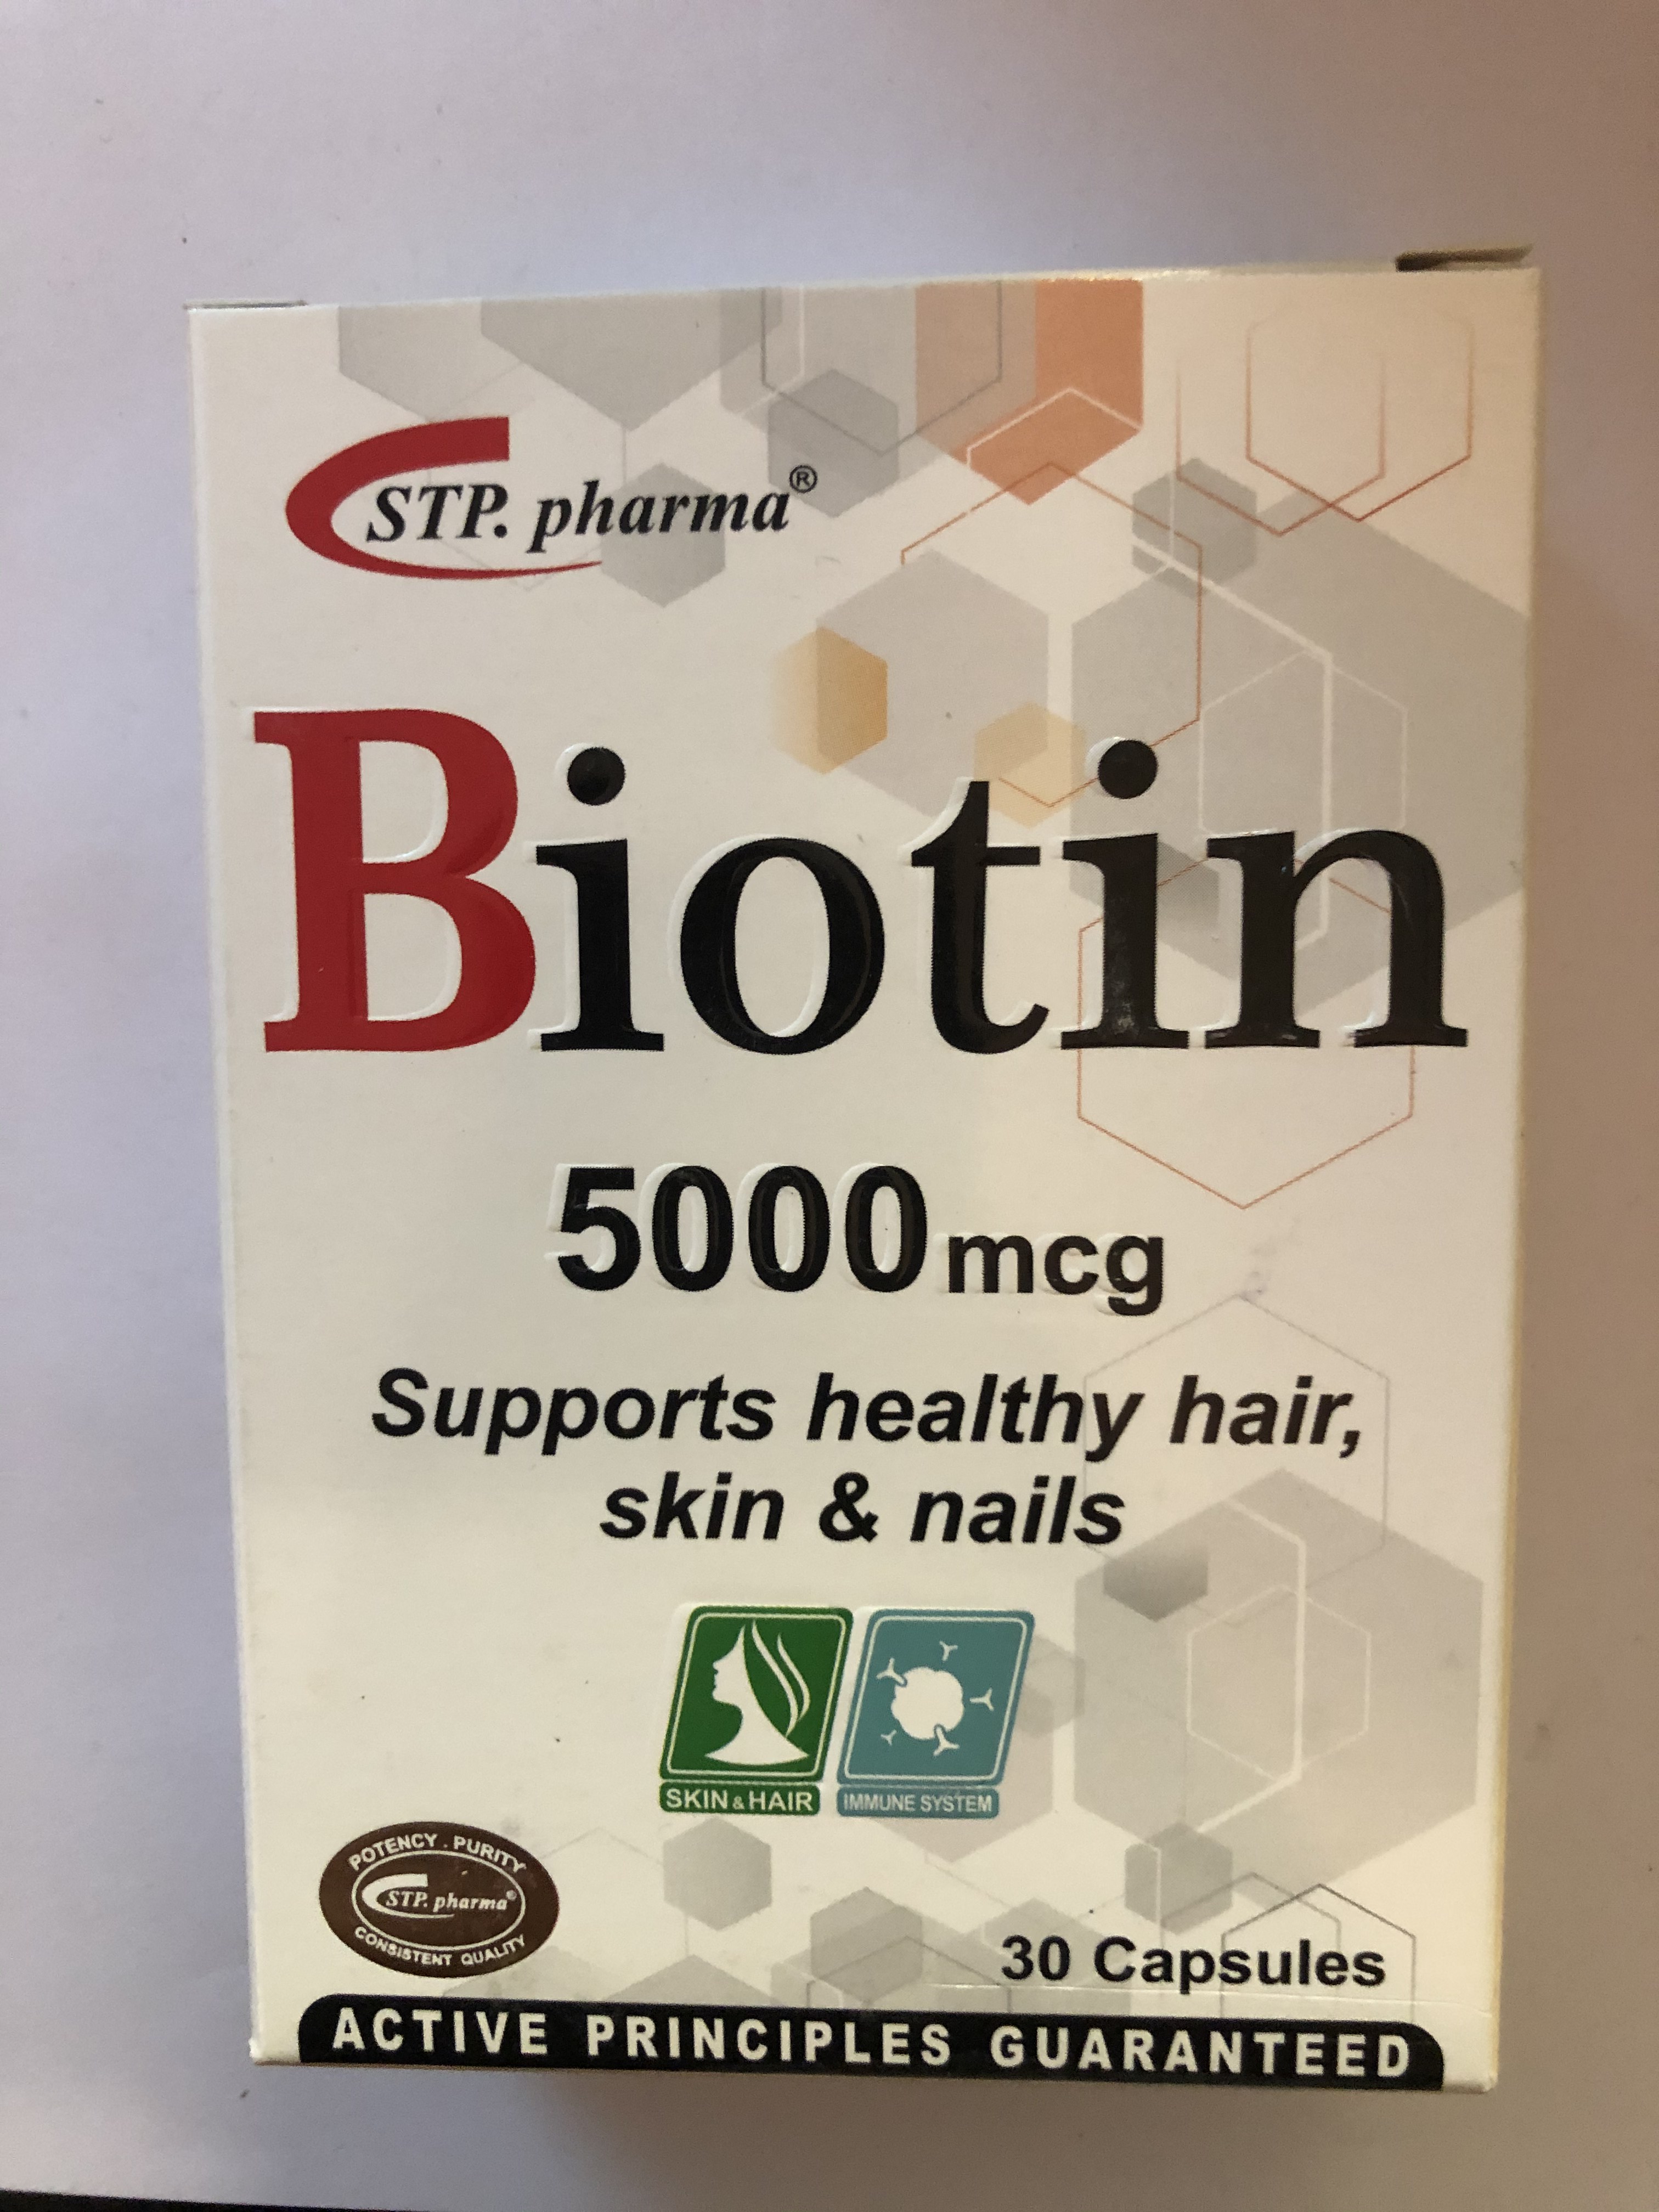 STP. pharma®
Biotin
5000 mcg
Supports healthy hair,
skin & nails
SKIN & HAIR
IMMUNE SYSTEM
POTENCY . PURITY
STP. pharma®
CONSISTENT QUALITY
30 Capsules
ACTIVE PRINCIPLES GUARANTEED